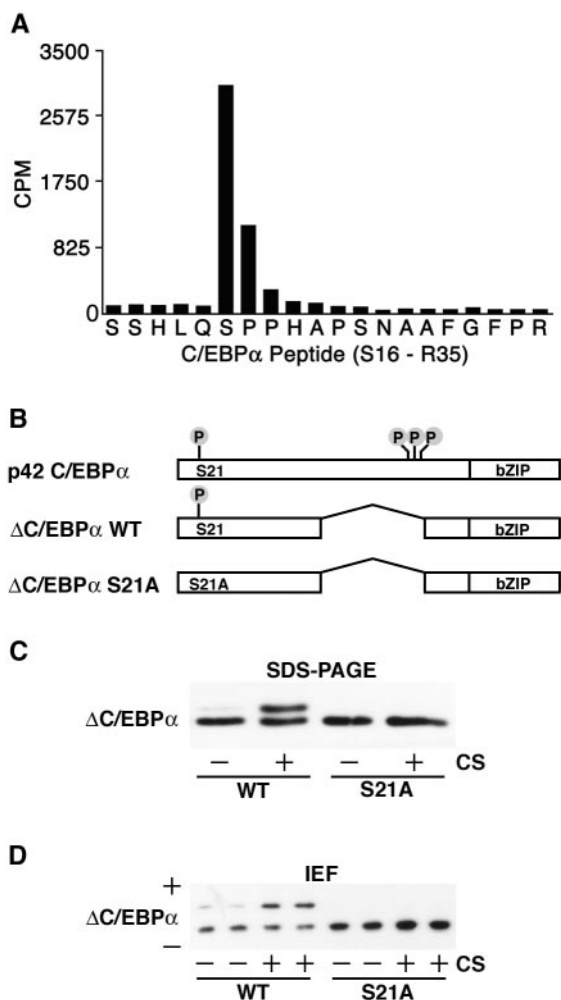 A
3500
2575
1750
825
0
CPM
S S H L Q S P P H A P S N A A F G F P R
C/EBPα Peptide (S16 - R35)
B
P P P P
p42 C/EBPα S21 bZIP
P
ΔC/EBPα WT S21 bZIP
ΔC/EBPα S21A S21A bZIP
C
SDS-PAGE
ΔC/EBPα
− + − + CS
WT S21A
D
IEF
+
ΔC/EBPα
−
− − + + − − + + CS
WT S21A